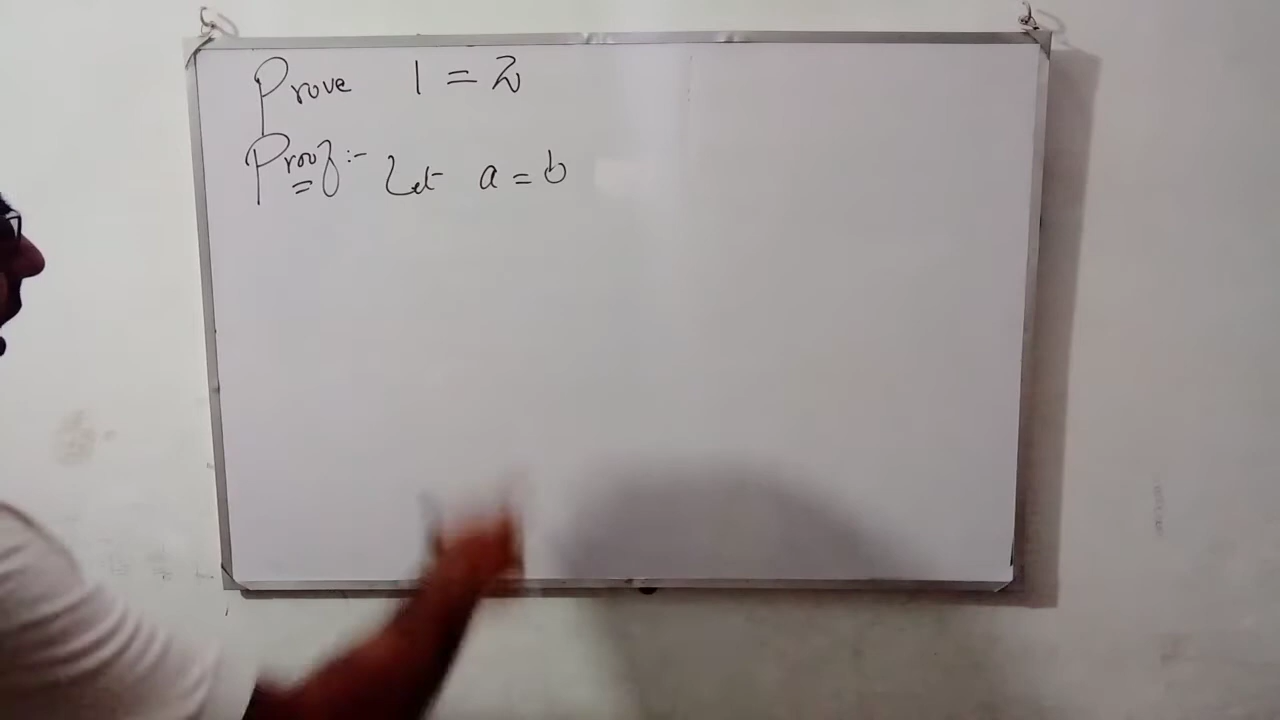 Prove 1 = 2
Proof :- Let a = b